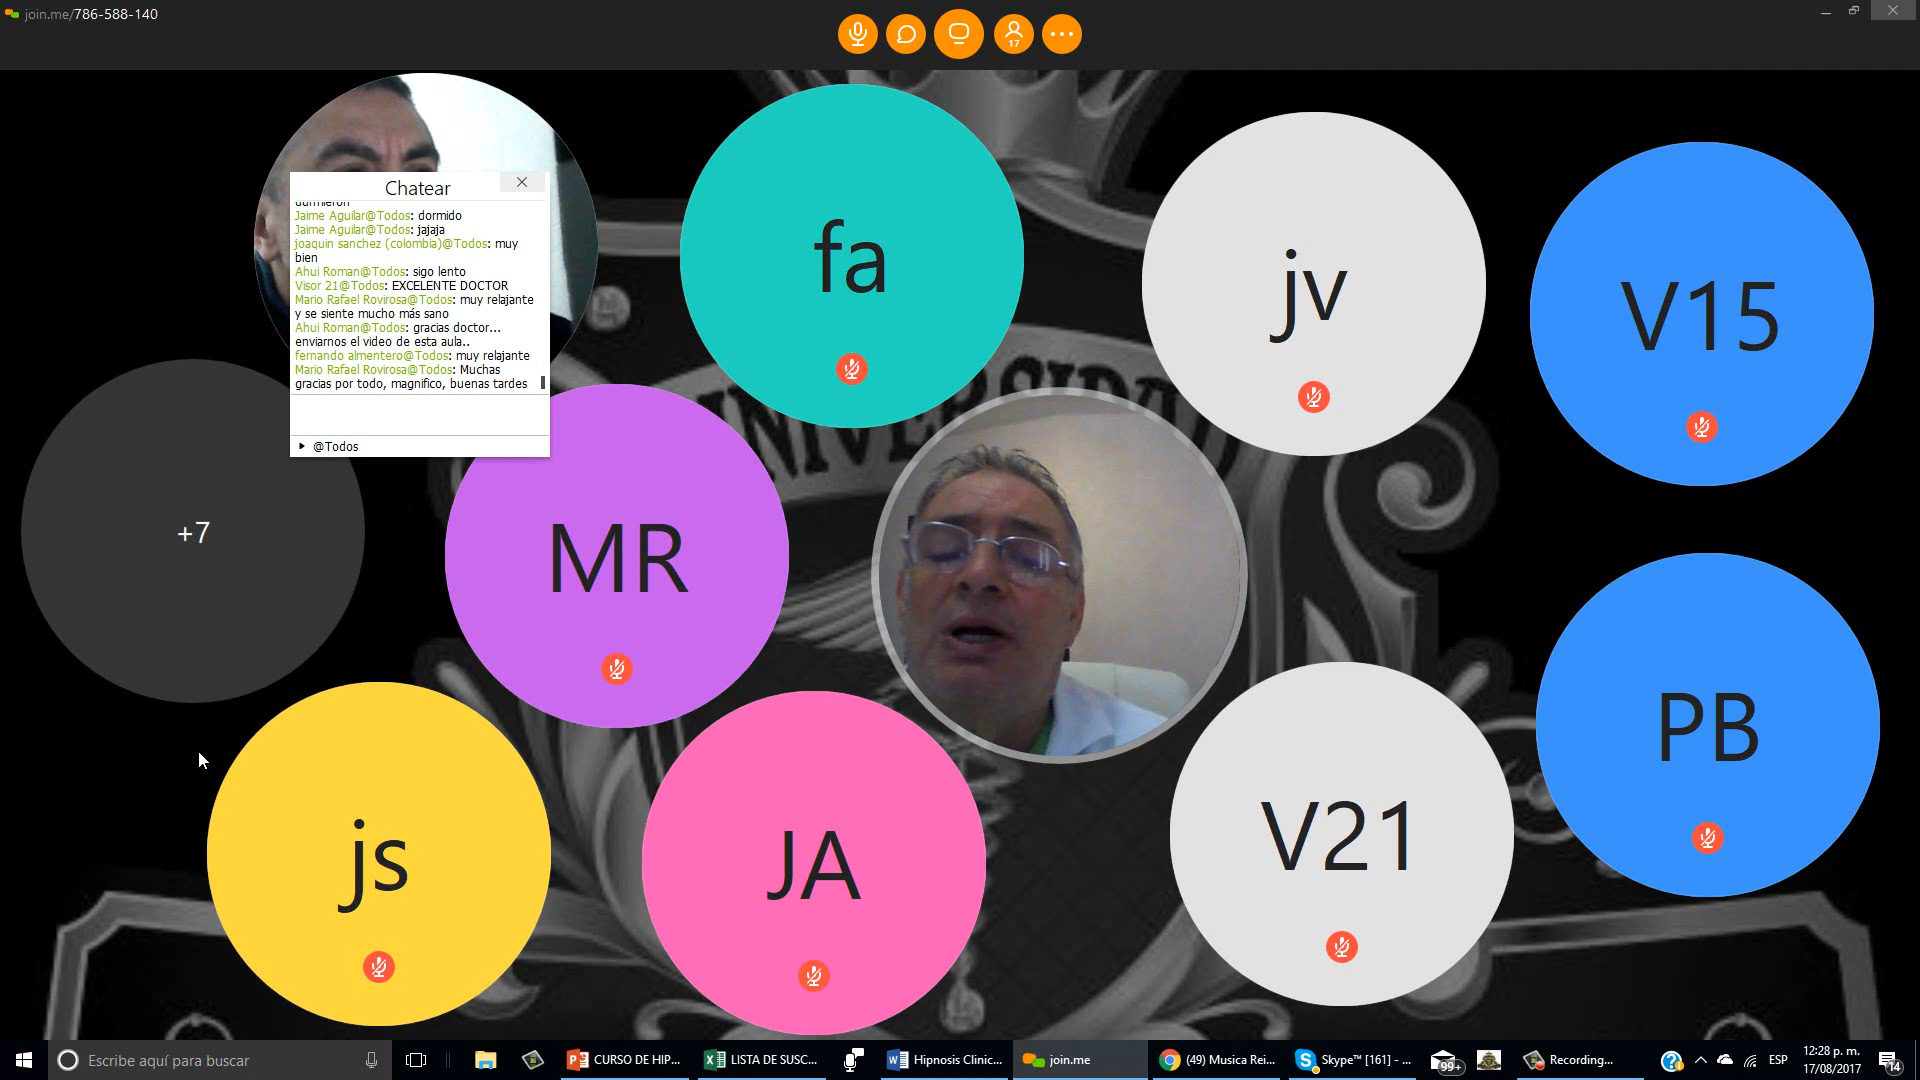 join.me/786-588-140
17
Chatear
durmieron
Jaime Aguilar@Todos: dormido
Jaime Aguilar@Todos: jajaja
joaquin sanchez (colombia)@Todos: muy
bien
Ahui Roman@Todos: sigo lento
Visor 21@Todos: EXCELENTE DOCTOR
Mario Rafael Rovirosa@Todos: muy relajante
y se siente mucho más sano
Ahui Roman@Todos: gracias doctor...
enviarnos el video de esta aula..
fernando almentero@Todos: muy relajante
Mario Rafael Rovirosa@Todos: Muchas
gracias por todo, magnifico, buenas tardes
@Todos
fa
jv
V15
+7
MR
PB
js
JA
V21
Escribe aquí para buscar
CURSO DE HIP...
LISTA DE SUSC...
Hipnosis Clinic...
join.me
(49) Musica Rei...
Skype™ [161] - ...
99+
Recording...
ESP
12:28 p. m.
17/08/2017
14